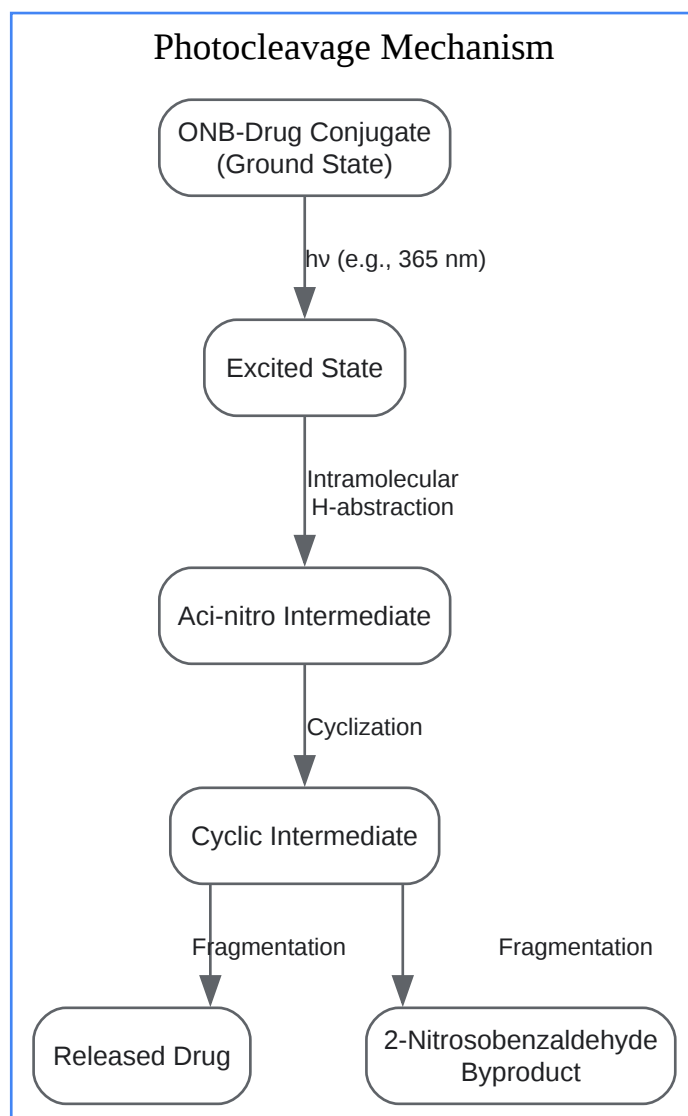 Photocleavage Mechanism
ONB-Drug Conjugate
(Ground State)
hν (e.g., 365 nm)
Excited State
Intramolecular
H-abstraction
Aci-nitro Intermediate
Cyclization
Cyclic Intermediate
Fragmentation
Fragmentation
Released Drug
2-Nitrosobenzaldehyde
Byproduct